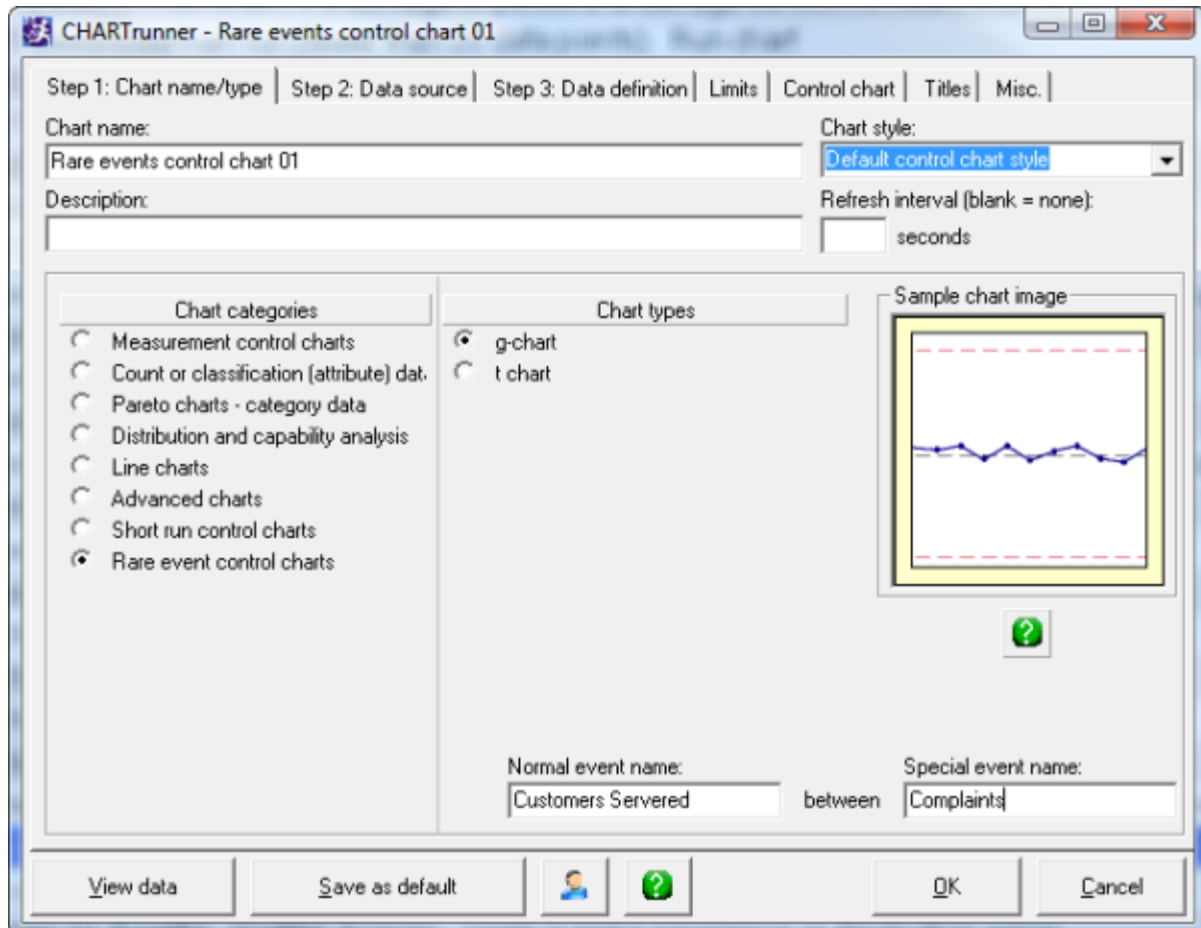 CHARTrunner - Rare events control chart 01
Step 1: Chart name/type Step 2: Data source Step 3: Data definition Limits Control chart Titles Misc.
Chart name:
Chart style:
Rare events control chart 01
Default control chart style
Description:
Refresh interval (blank = none):
seconds
Chart categories
Measurement control charts
Count or classification (attribute) dat
Pareto charts - category data
Distribution and capability analysis
Line charts
Advanced charts
Short run control charts
Rare event control charts
Chart types
g-chart
t chart
Sample chart image
Normal event name:
Special event name:
Customers Servered between Complaints
View data Save as default OK Cancel